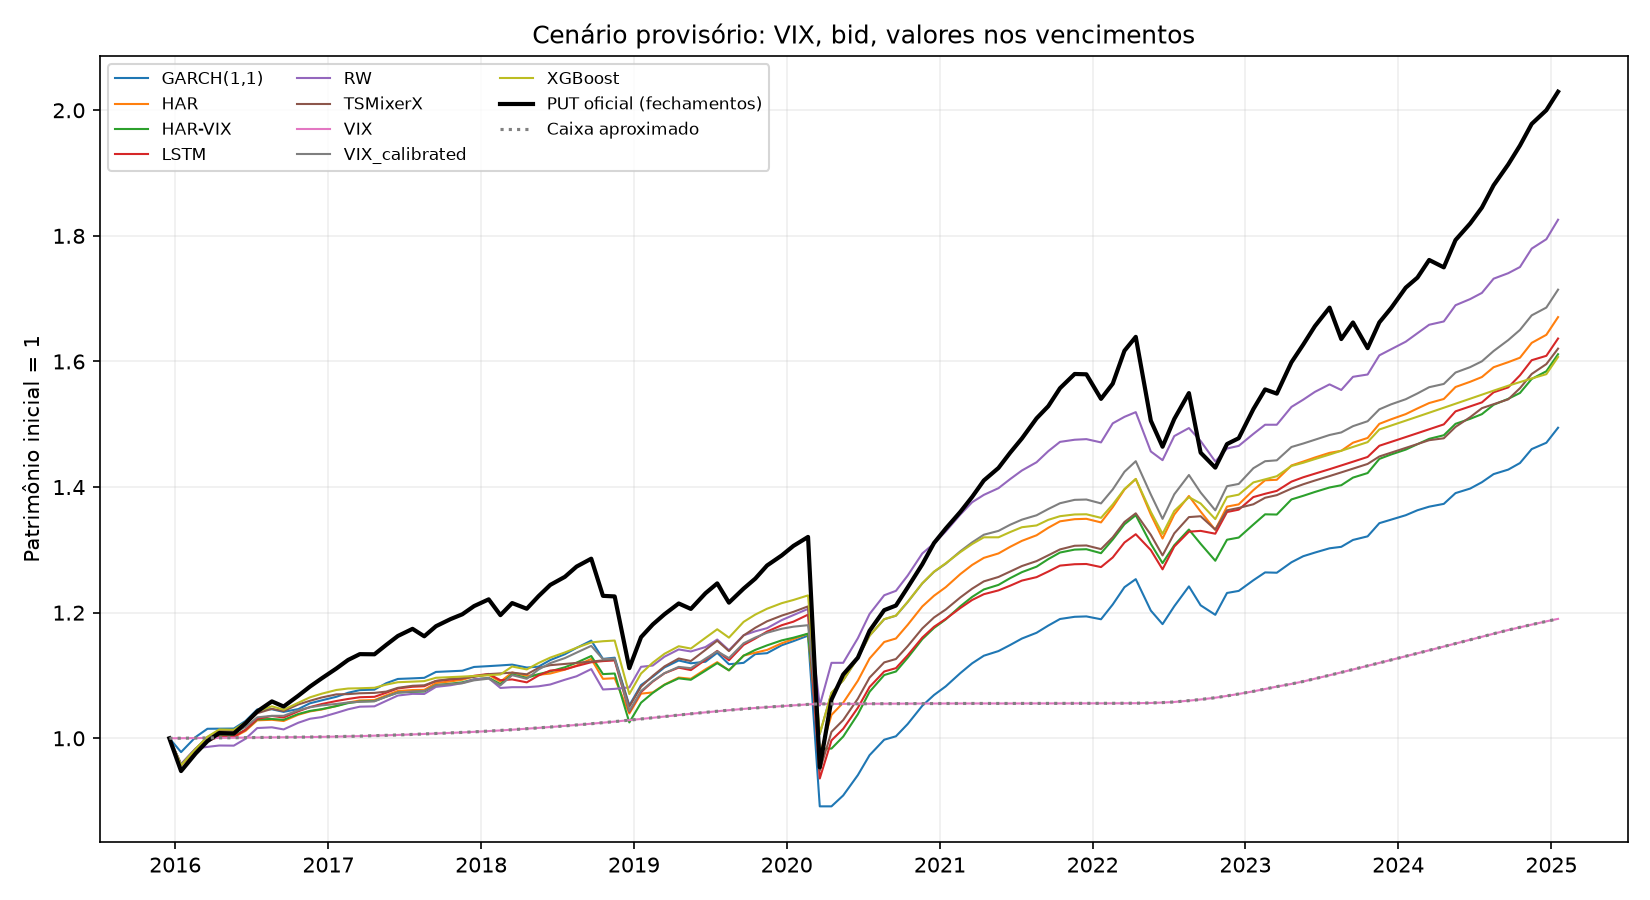 Cenário provisório: VIX, bid, valores nos vencimentos
GARCH(1,1)
HAR
HAR-VIX
LSTM
RW
TSMixerX
VIX
VIX_calibrated
XGBoost
PUT oficial (fechamentos)
Caixa aproximado
Patrimônio inicial = 1
2.0
1.8
1.6
1.4
1.2
1.0
2016
2017
2018
2019
2020
2021
2022
2023
2024
2025